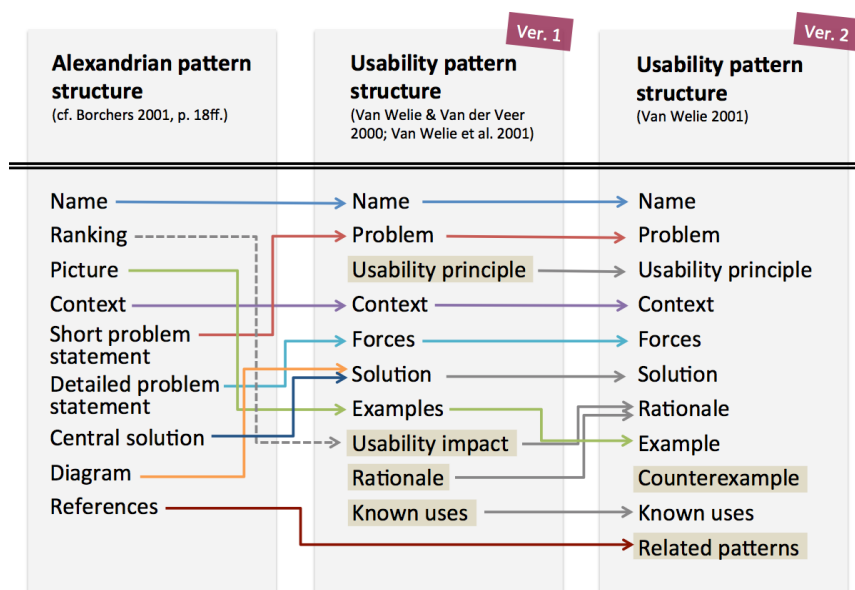 Ver. 1
Ver. 2
Alexandrian pattern
structure
(cf. Borchers 2001, p. 18ff.)
Usability pattern
structure
(Van Welie & Van der Veer
2000; Van Welie et al. 2001)
Usability pattern
structure
(Van Welie 2001)
Name
Ranking
Picture
Context
Short problem
statement
Detailed problem
statement
Central solution
Diagram
References
Name
Problem
Usability principle
Context
Forces
Solution
Examples
Usability impact
Rationale
Known uses
Name
Problem
Usability principle
Context
Forces
Solution
Rationale
Example
Counterexample
Known uses
Related patterns